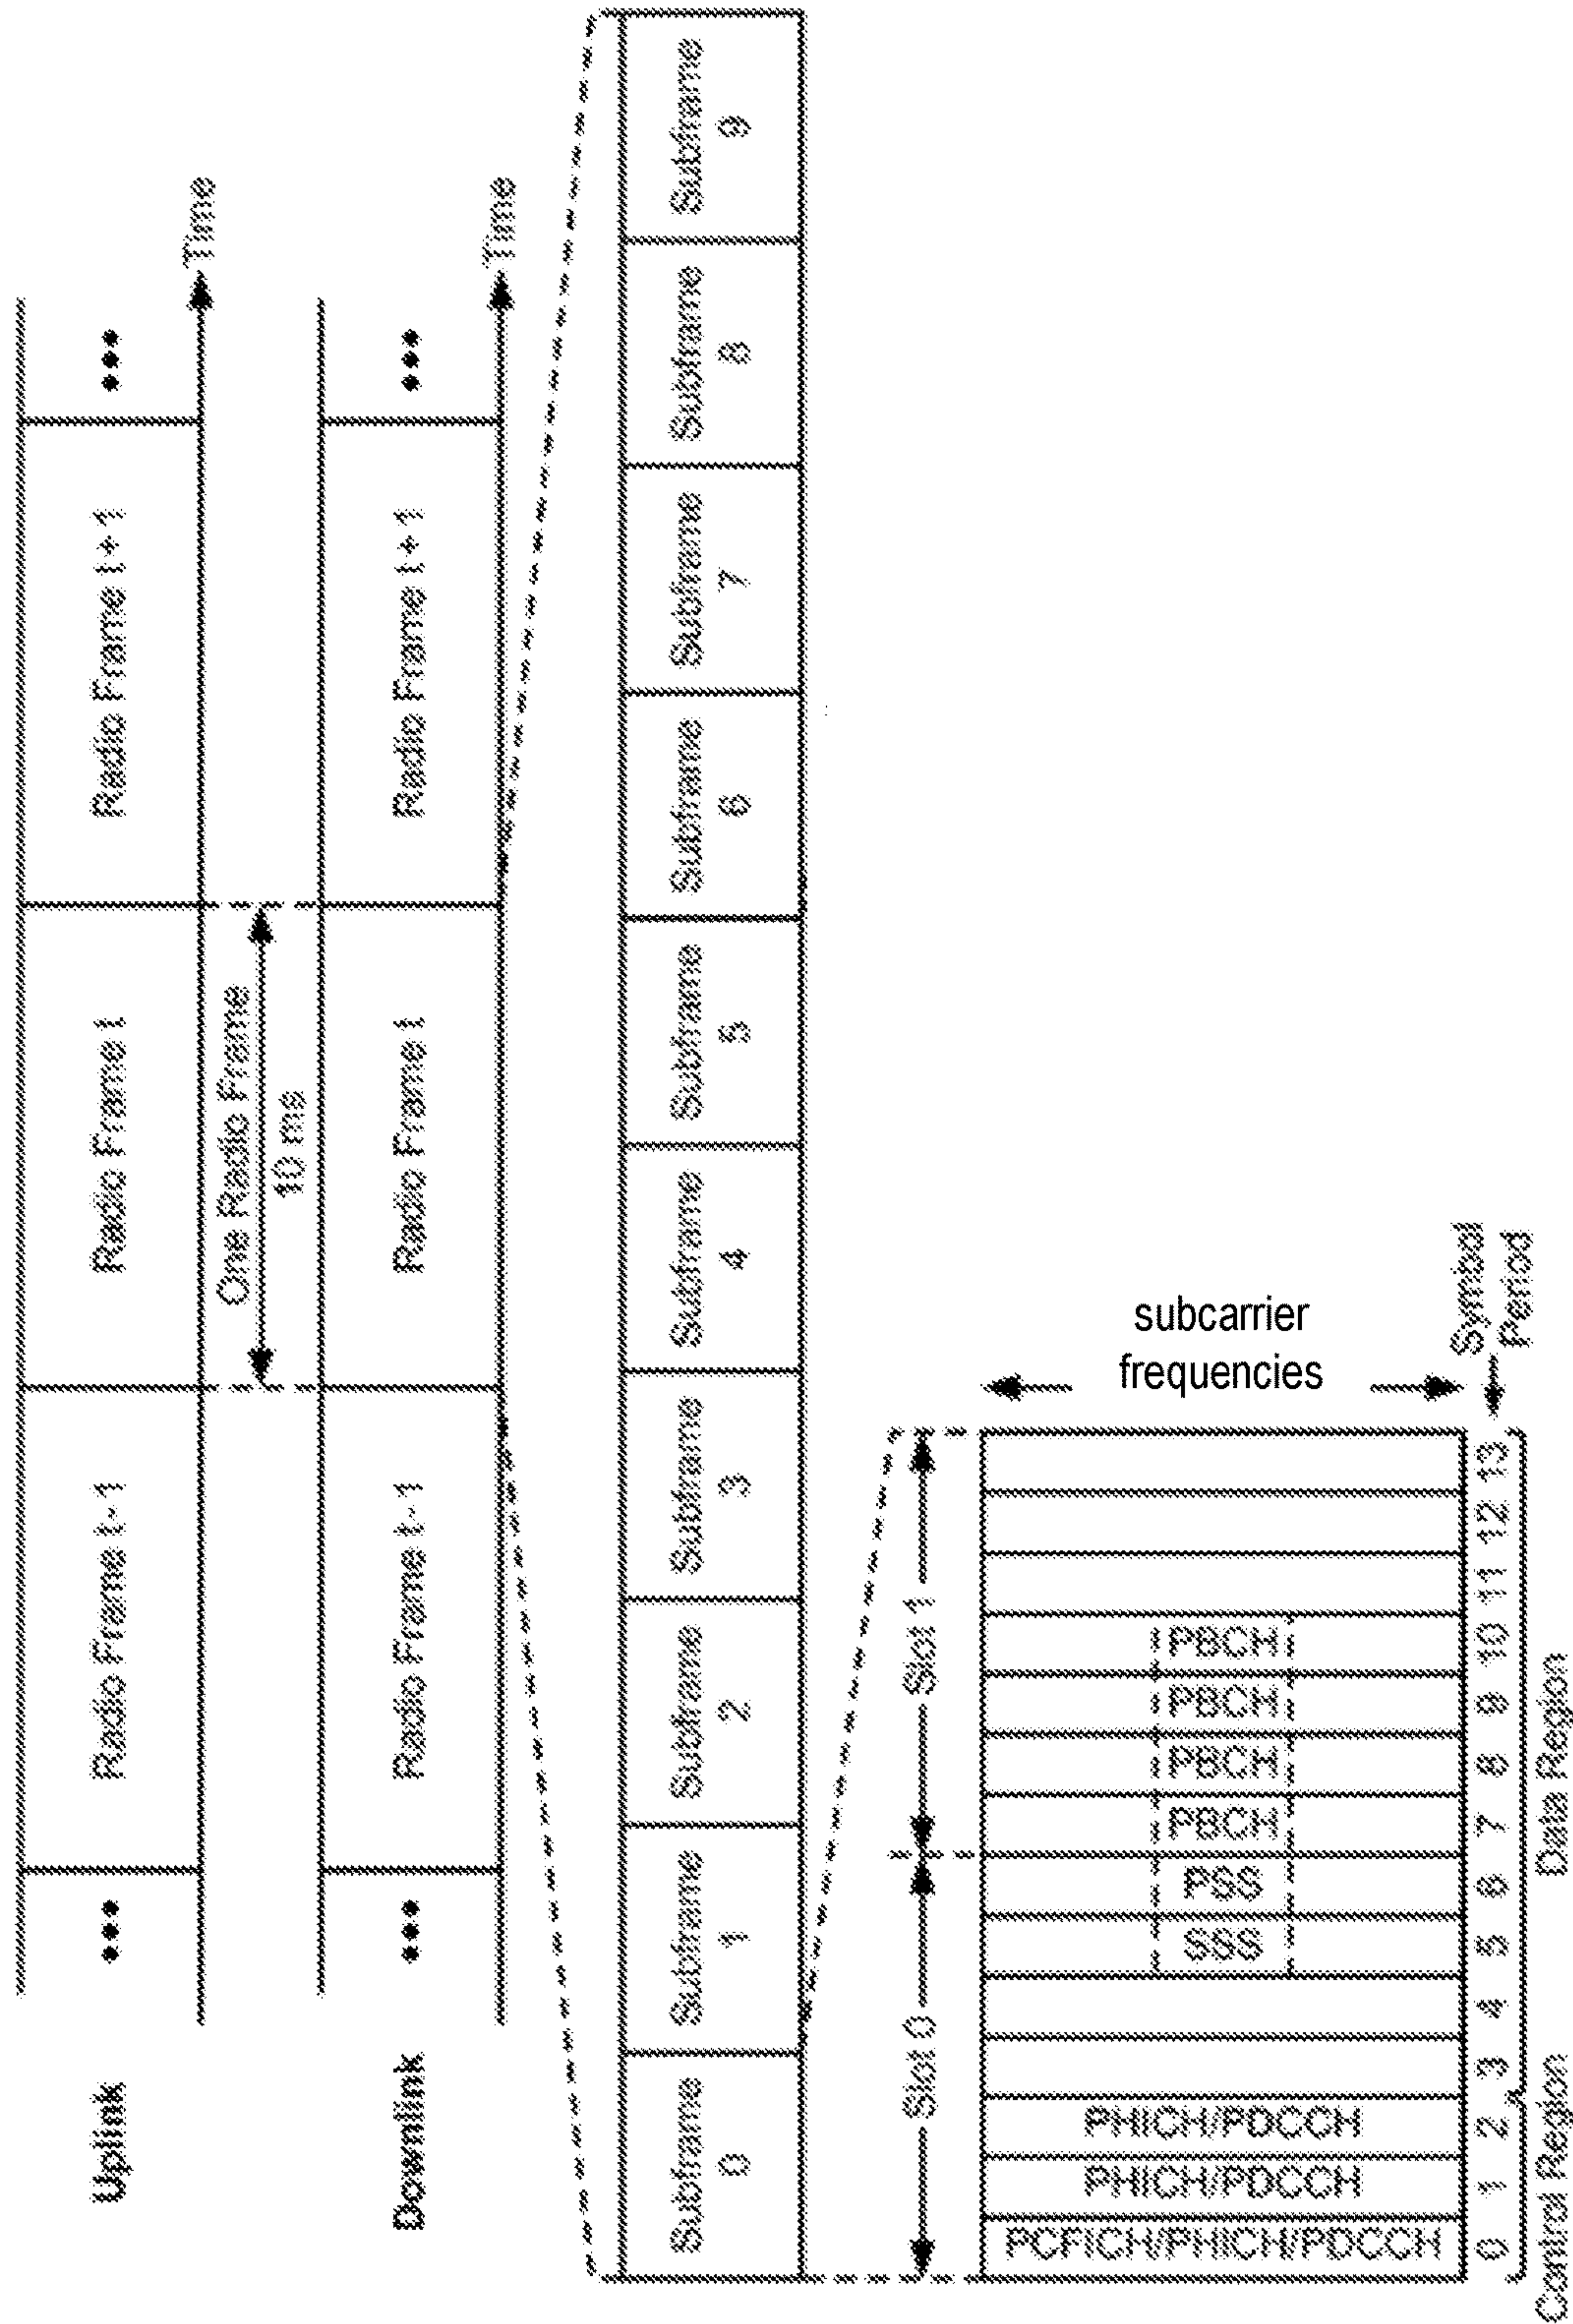 Uplink
•••
Radio Frame t-1
Radio Frame t
Radio Frame t + 1
•••
Time
One Radio Frame
10 ms
Downlink
•••
Radio Frame t-1
Radio Frame t
Radio Frame t + 1
•••
Time
Subframe
0
Subframe
1
Subframe
2
Subframe
3
Subframe
4
Subframe
5
Subframe
6
Subframe
7
Subframe
8
Subframe
9
Slot 0
Slot 1
PCFICH/PHICH/PDCCH
PHICH/PDCCH
PHICH/PDCCH
SSS
PSS
PBCH
PBCH
PBCH
PBCH
subcarrier
frequencies
0 1 2 3 4 5 6 7 8 9 10 11 12 13
Symbol
Period
Control Region
Data Region